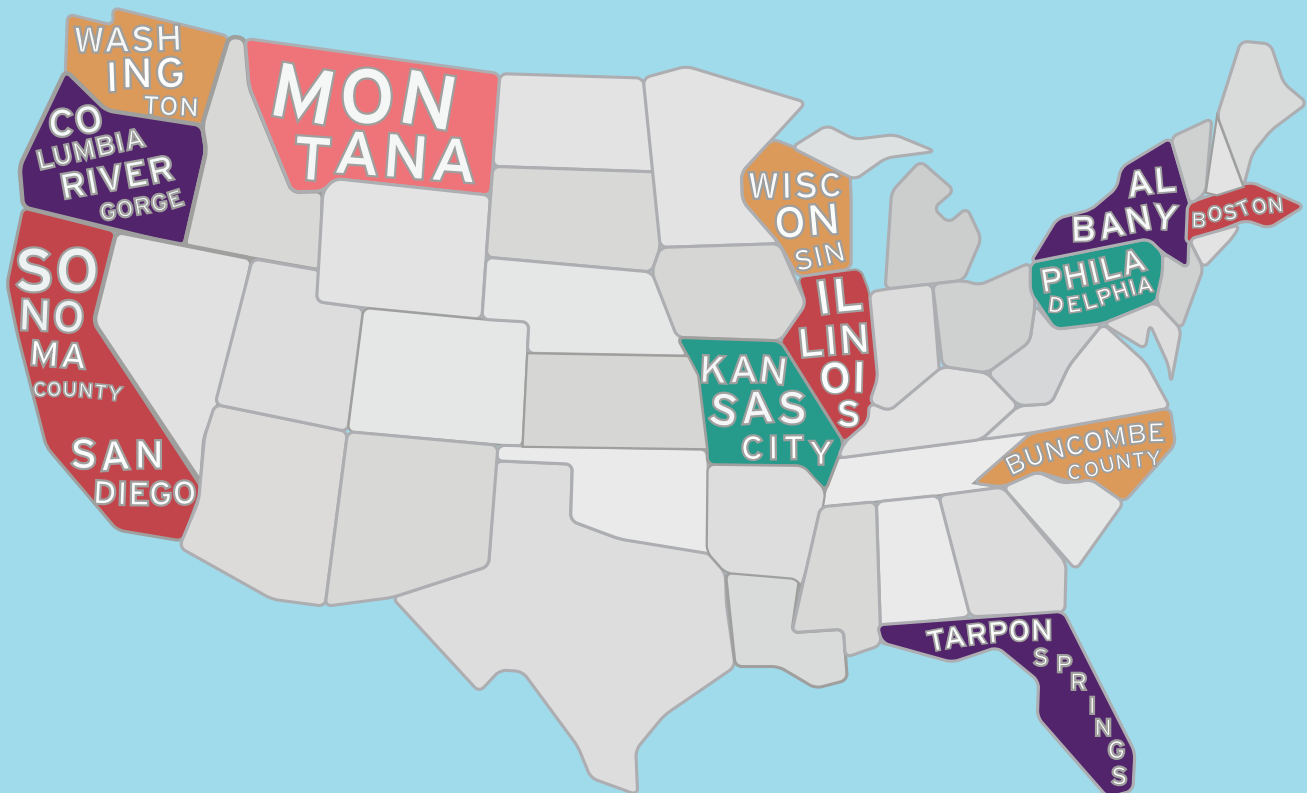 WASH
ING
TON
CO
LUMBIA
RIVER
GORGE
SO
NO
MA
COUNTY
SAN
DIEGO
MON
TANA
WISC
ON
SIN
IL
LIN
OI
S
KAN
SAS
CITY
AL
BANY
BOSTON
PHILA
DELPHIA
BUNCOMBE
COUNTY
TARPON
S
P
R
I
N
G
S